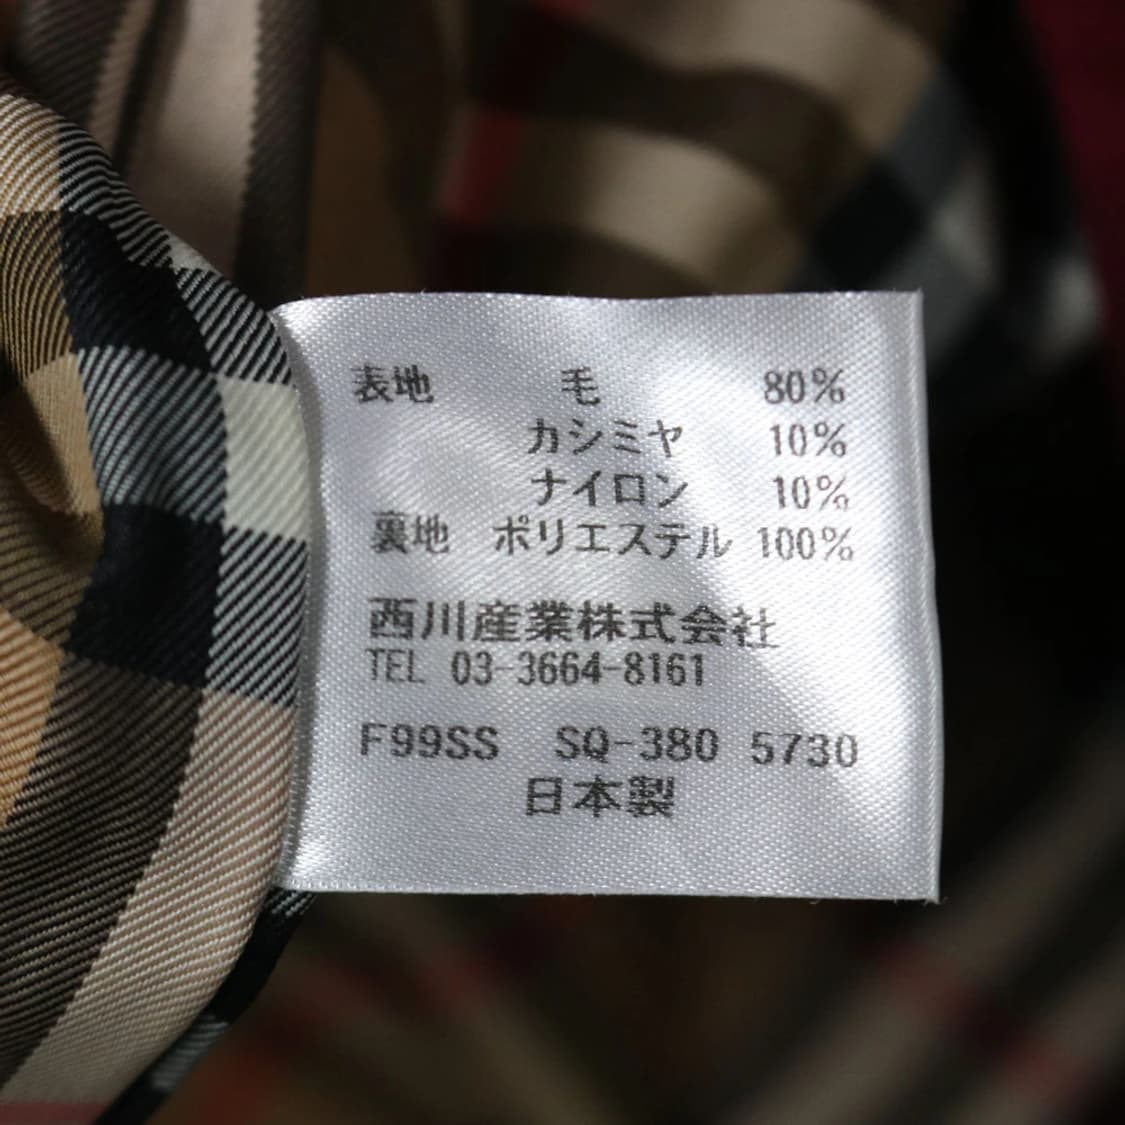 表地 毛 80%
カシミヤ 10%
ナイロン 10%
裏地 ポリエステル 100%
西川産業株式会社
TEL 03-3664-8161
F99SS SQ-380 5730
日本製